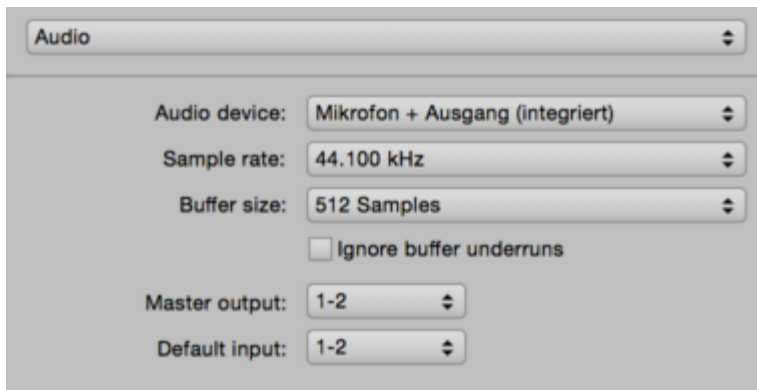 Audio
Audio device: Mikrofon + Ausgang (integriert)
Sample rate: 44.100 kHz
Buffer size: 512 Samples
Ignore buffer underruns
Master output: 1-2
Default input: 1-2